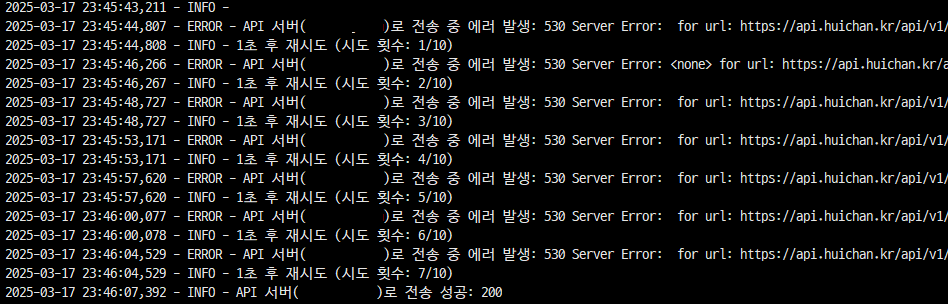 2025-03-17 23:45:43,211 - INFO -
2025-03-17 23:45:44,807 - ERROR - API 서버( )로 전송 중 에러 발생: 530 Server Error:  for url: https://api.huichan.kr/api/v1/
2025-03-17 23:45:44,808 - INFO - 1초 후 재시도 (시도 횟수: 1/10)
2025-03-17 23:45:46,266 - ERROR - API 서버( )로 전송 중 에러 발생: 530 Server Error: <none> for url: https://api.huichan.kr/a
2025-03-17 23:45:46,267 - INFO - 1초 후 재시도 (시도 횟수: 2/10)
2025-03-17 23:45:48,727 - ERROR - API 서버( )로 전송 중 에러 발생: 530 Server Error:  for url: https://api.huichan.kr/api/v1/
2025-03-17 23:45:48,727 - INFO - 1초 후 재시도 (시도 횟수: 3/10)
2025-03-17 23:45:53,171 - ERROR - API 서버( )로 전송 중 에러 발생: 530 Server Error:  for url: https://api.huichan.kr/api/v1/
2025-03-17 23:45:53,171 - INFO - 1초 후 재시도 (시도 횟수: 4/10)
2025-03-17 23:45:57,620 - ERROR - API 서버( )로 전송 중 에러 발생: 530 Server Error:  for url: https://api.huichan.kr/api/v1/
2025-03-17 23:45:57,620 - INFO - 1초 후 재시도 (시도 횟수: 5/10)
2025-03-17 23:46:00,077 - ERROR - API 서버( )로 전송 중 에러 발생: 530 Server Error:  for url: https://api.huichan.kr/api/v1/
2025-03-17 23:46:00,078 - INFO - 1초 후 재시도 (시도 횟수: 6/10)
2025-03-17 23:46:04,529 - ERROR - API 서버( )로 전송 중 에러 발생: 530 Server Error:  for url: https://api.huichan.kr/api/v1/
2025-03-17 23:46:04,529 - INFO - 1초 후 재시도 (시도 횟수: 7/10)
2025-03-17 23:46:07,392 - INFO - API 서버( )로 전송 성공: 200